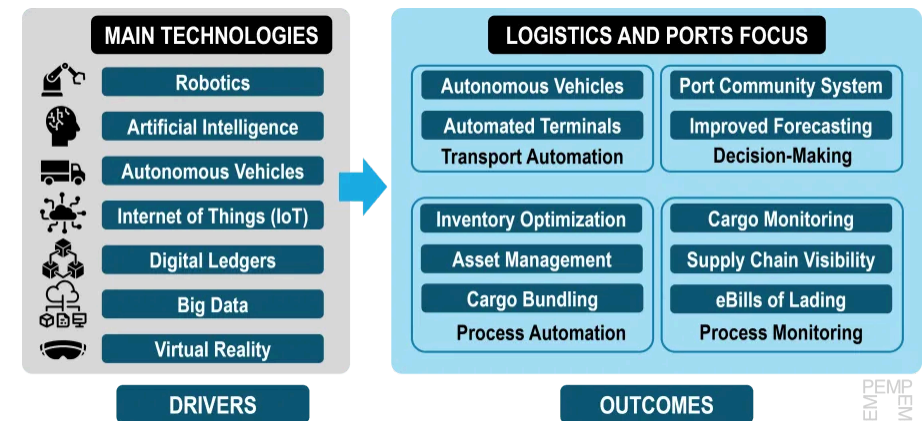 MAIN TECHNOLOGIES
Robotics
Artificial Intelligence
Autonomous Vehicles
Internet of Things (IoT)
Digital Ledgers
Big Data
Virtual Reality
DRIVERS
LOGISTICS AND PORTS FOCUS
Autonomous Vehicles
Automated Terminals
Transport Automation
Port Community System
Improved Forecasting
Decision-Making
Inventory Optimization
Asset Management
Cargo Bundling
Process Automation
Cargo Monitoring
Supply Chain Visibility
eBills of Lading
Process Monitoring
OUTCOMES
PEMP
EM
EM